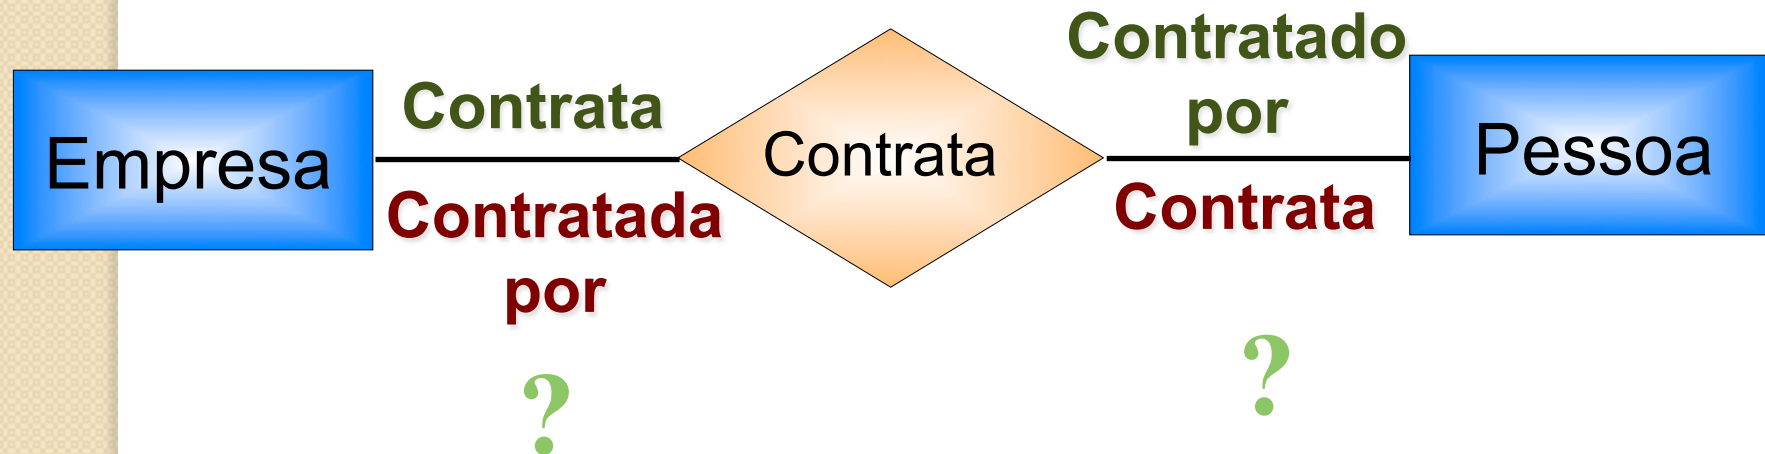 Contratado
por
Contrata
Empresa
Contrata
Pessoa
Contratada
por
Contrata
?
?